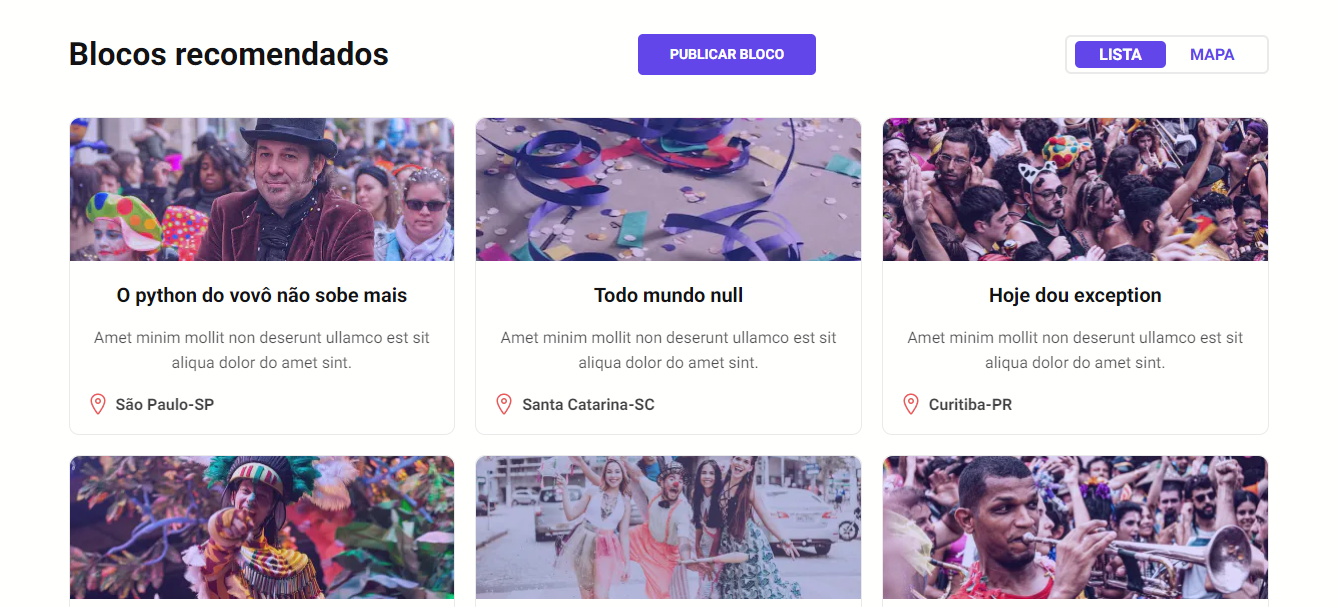 Blocos recomendados
PUBLICAR BLOCO
LISTA
MAPA
O python do vovô não sobe mais
Amet minim mollit non deserunt ullamco est sit
aliqua dolor do amet sint.
São Paulo-SP
Todo mundo null
Amet minim mollit non deserunt ullamco est sit
aliqua dolor do amet sint.
Santa Catarina-SC
Hoje dou exception
Amet minim mollit non deserunt ullamco est sit
aliqua dolor do amet sint.
Curitiba-PR